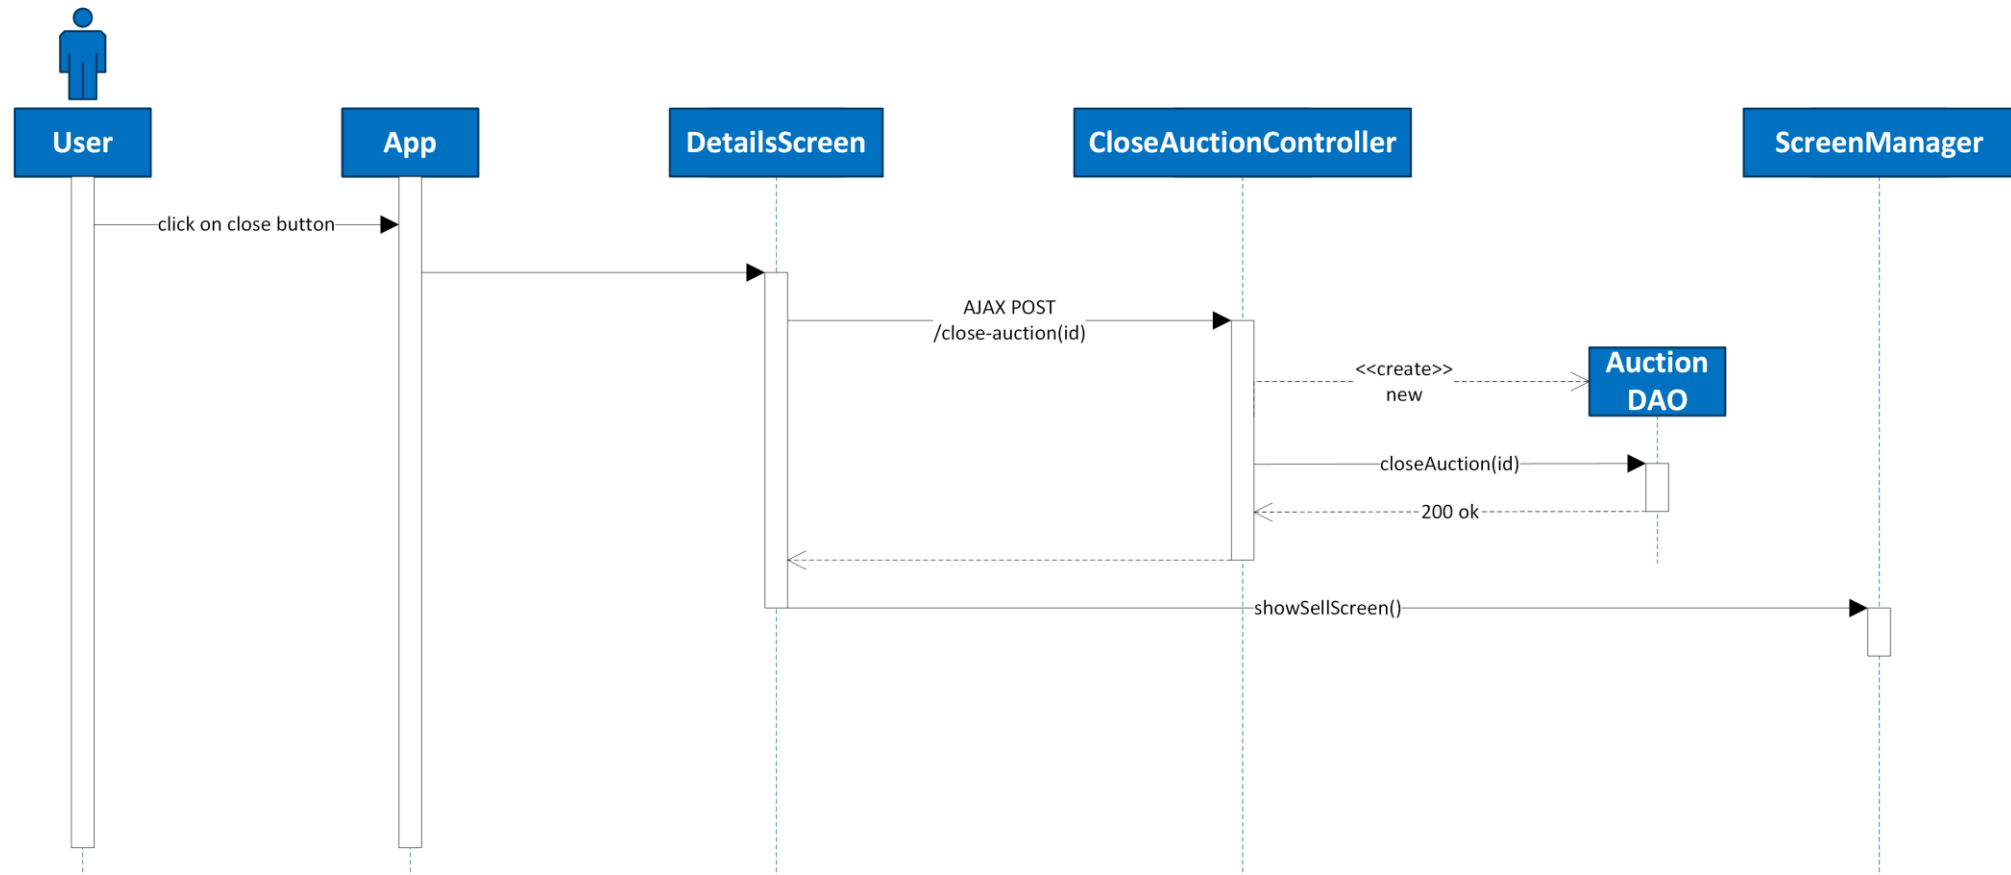 User
App
DetailsScreen
CloseAuctionController
ScreenManager
click on close button
AJAX POST
/close-auction(id)
<<create>>
new
Auction
DAO
closeAuction(id)
200 ok
showSellScreen()